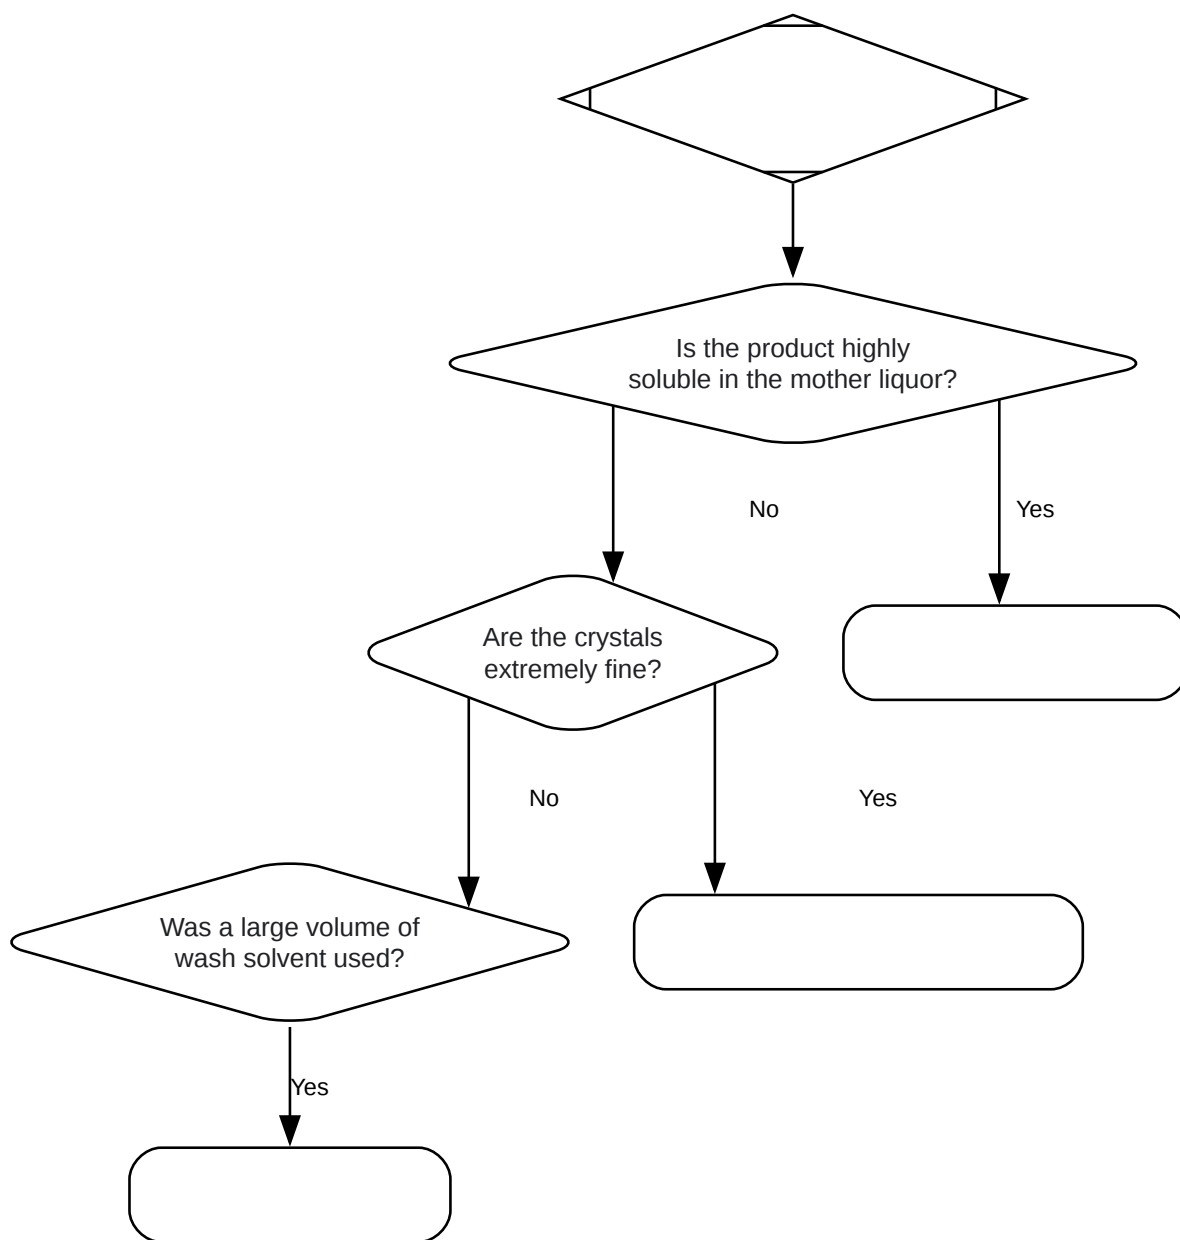 Is the product highly
soluble in the mother liquor?
No
Yes
Are the crystals
extremely fine?
No
Yes
Was a large volume of
wash solvent used?
Yes